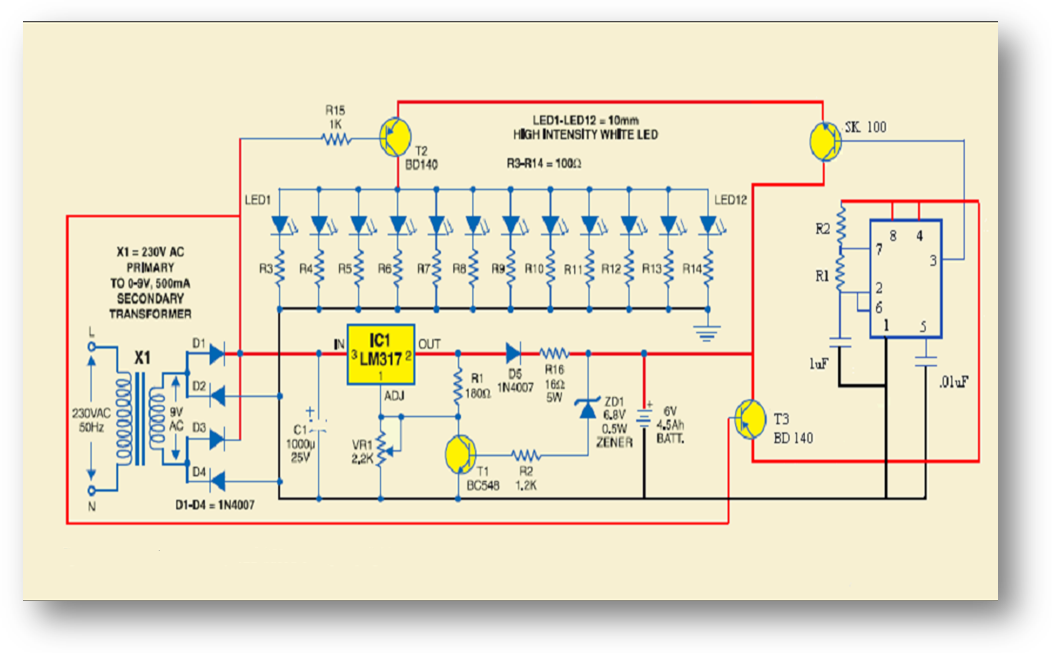 R15
1K
T2
BD140
LED1-LED12 = 10mm
HIGH INTENSITY WHITE LED
R3-R14 = 100Ω
SK 100
LED1
LED12
R3
R4
R5
R6
R7
R8
R9
R10
R11
R12
R13
R14
R2
R1
8
4
7
3
2
6
1
5
1uF
.01uF
X1 = 230V AC
PRIMARY
TO 0-9V, 500mA
SECONDARY
TRANSFORMER
L
X1
230VAC
50Hz
N
9V
AC
D1
D2
D3
D4
D1-D4 = 1N4007
IN
IC1
3 LM317 2
1
OUT
ADJ
+
C1
1000µ
25V
VR1
2.2K
R1
180Ω
T1
BC548
R2
1.2K
D5
1N4007
R16
16Ω
5W
ZD1
6.8V
0.5W
ZENER
+
6V
4.5Ah
BATT.
T3
BD 140